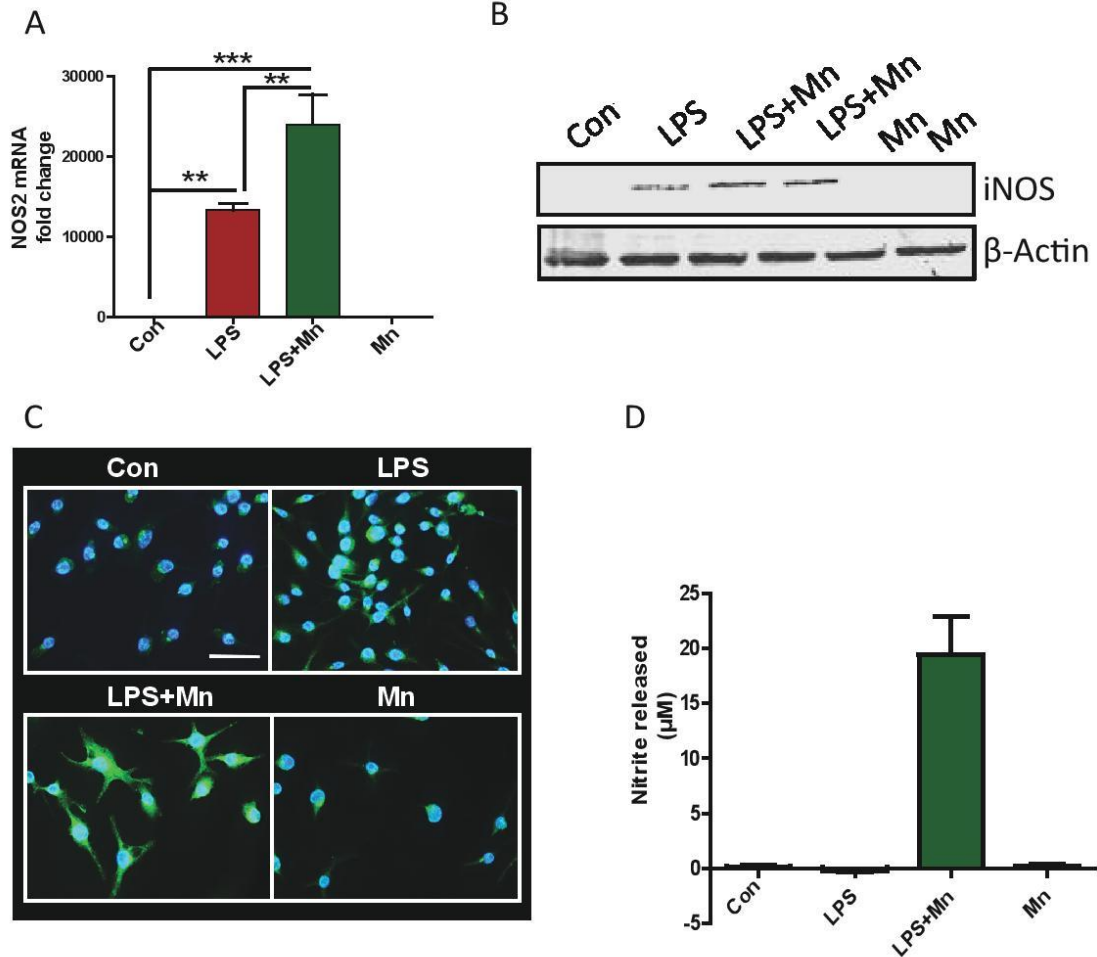 A
***
**
**
30000
20000
10000
0
NOS2 mRNA
fold change
Con
LPS
LPS+Mn
Mn
B
Con
LPS
LPS+Mn
LPS+Mn
Mn
Mn
iNOS
β-Actin
C
Con
LPS
LPS+Mn
Mn
D
25
20
15
10
5
0
-5
Nitrite released
(µM)
Con
LPS
LPS+Mn
Mn